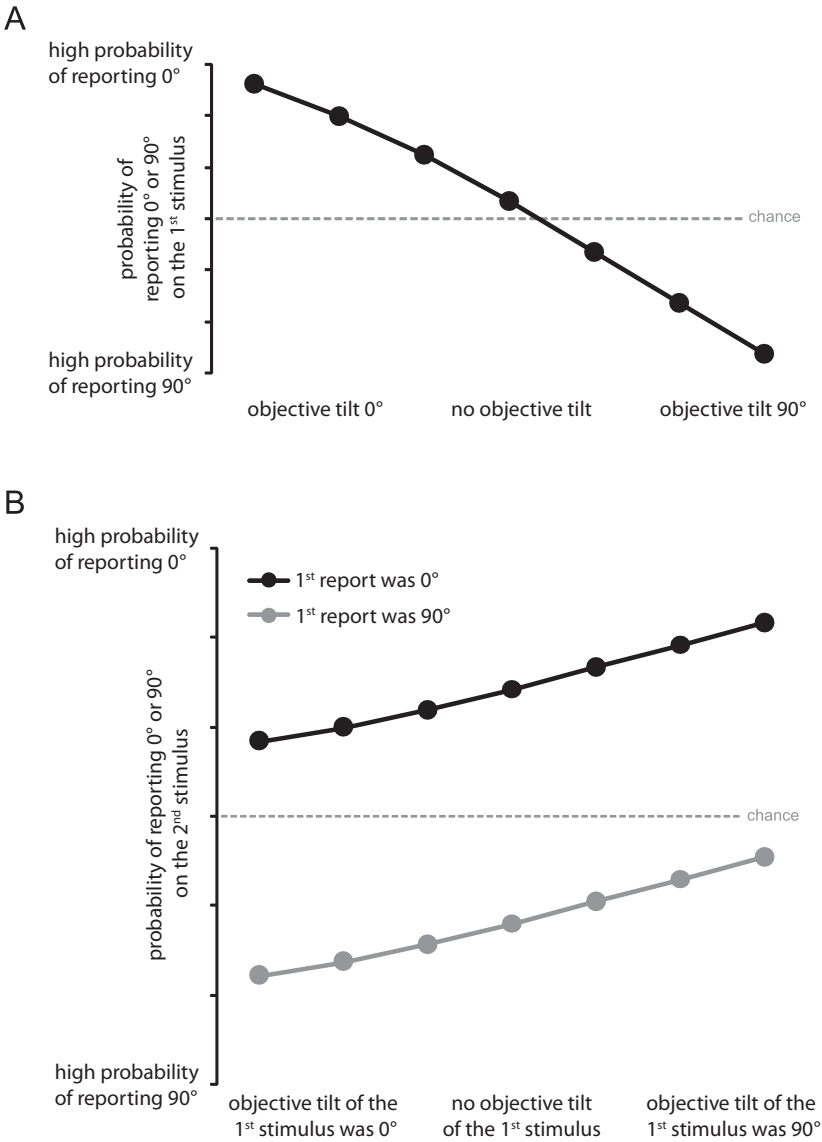 A
high probability
of reporting 0°
probability of
reporting 0° or 90°
on the 1st stimulus
chance
high probability
of reporting 90°
objective tilt 0°
no objective tilt
objective tilt 90°
B
high probability
of reporting 0°
1st report was 0°
1st report was 90°
probability of reporting 0° or 90°
on the 2nd stimulus
chance
high probability
of reporting 90°
objective tilt of the
1st stimulus was 0°
no objective tilt
of the 1st stimulus
objective tilt of the
1st stimulus was 90°